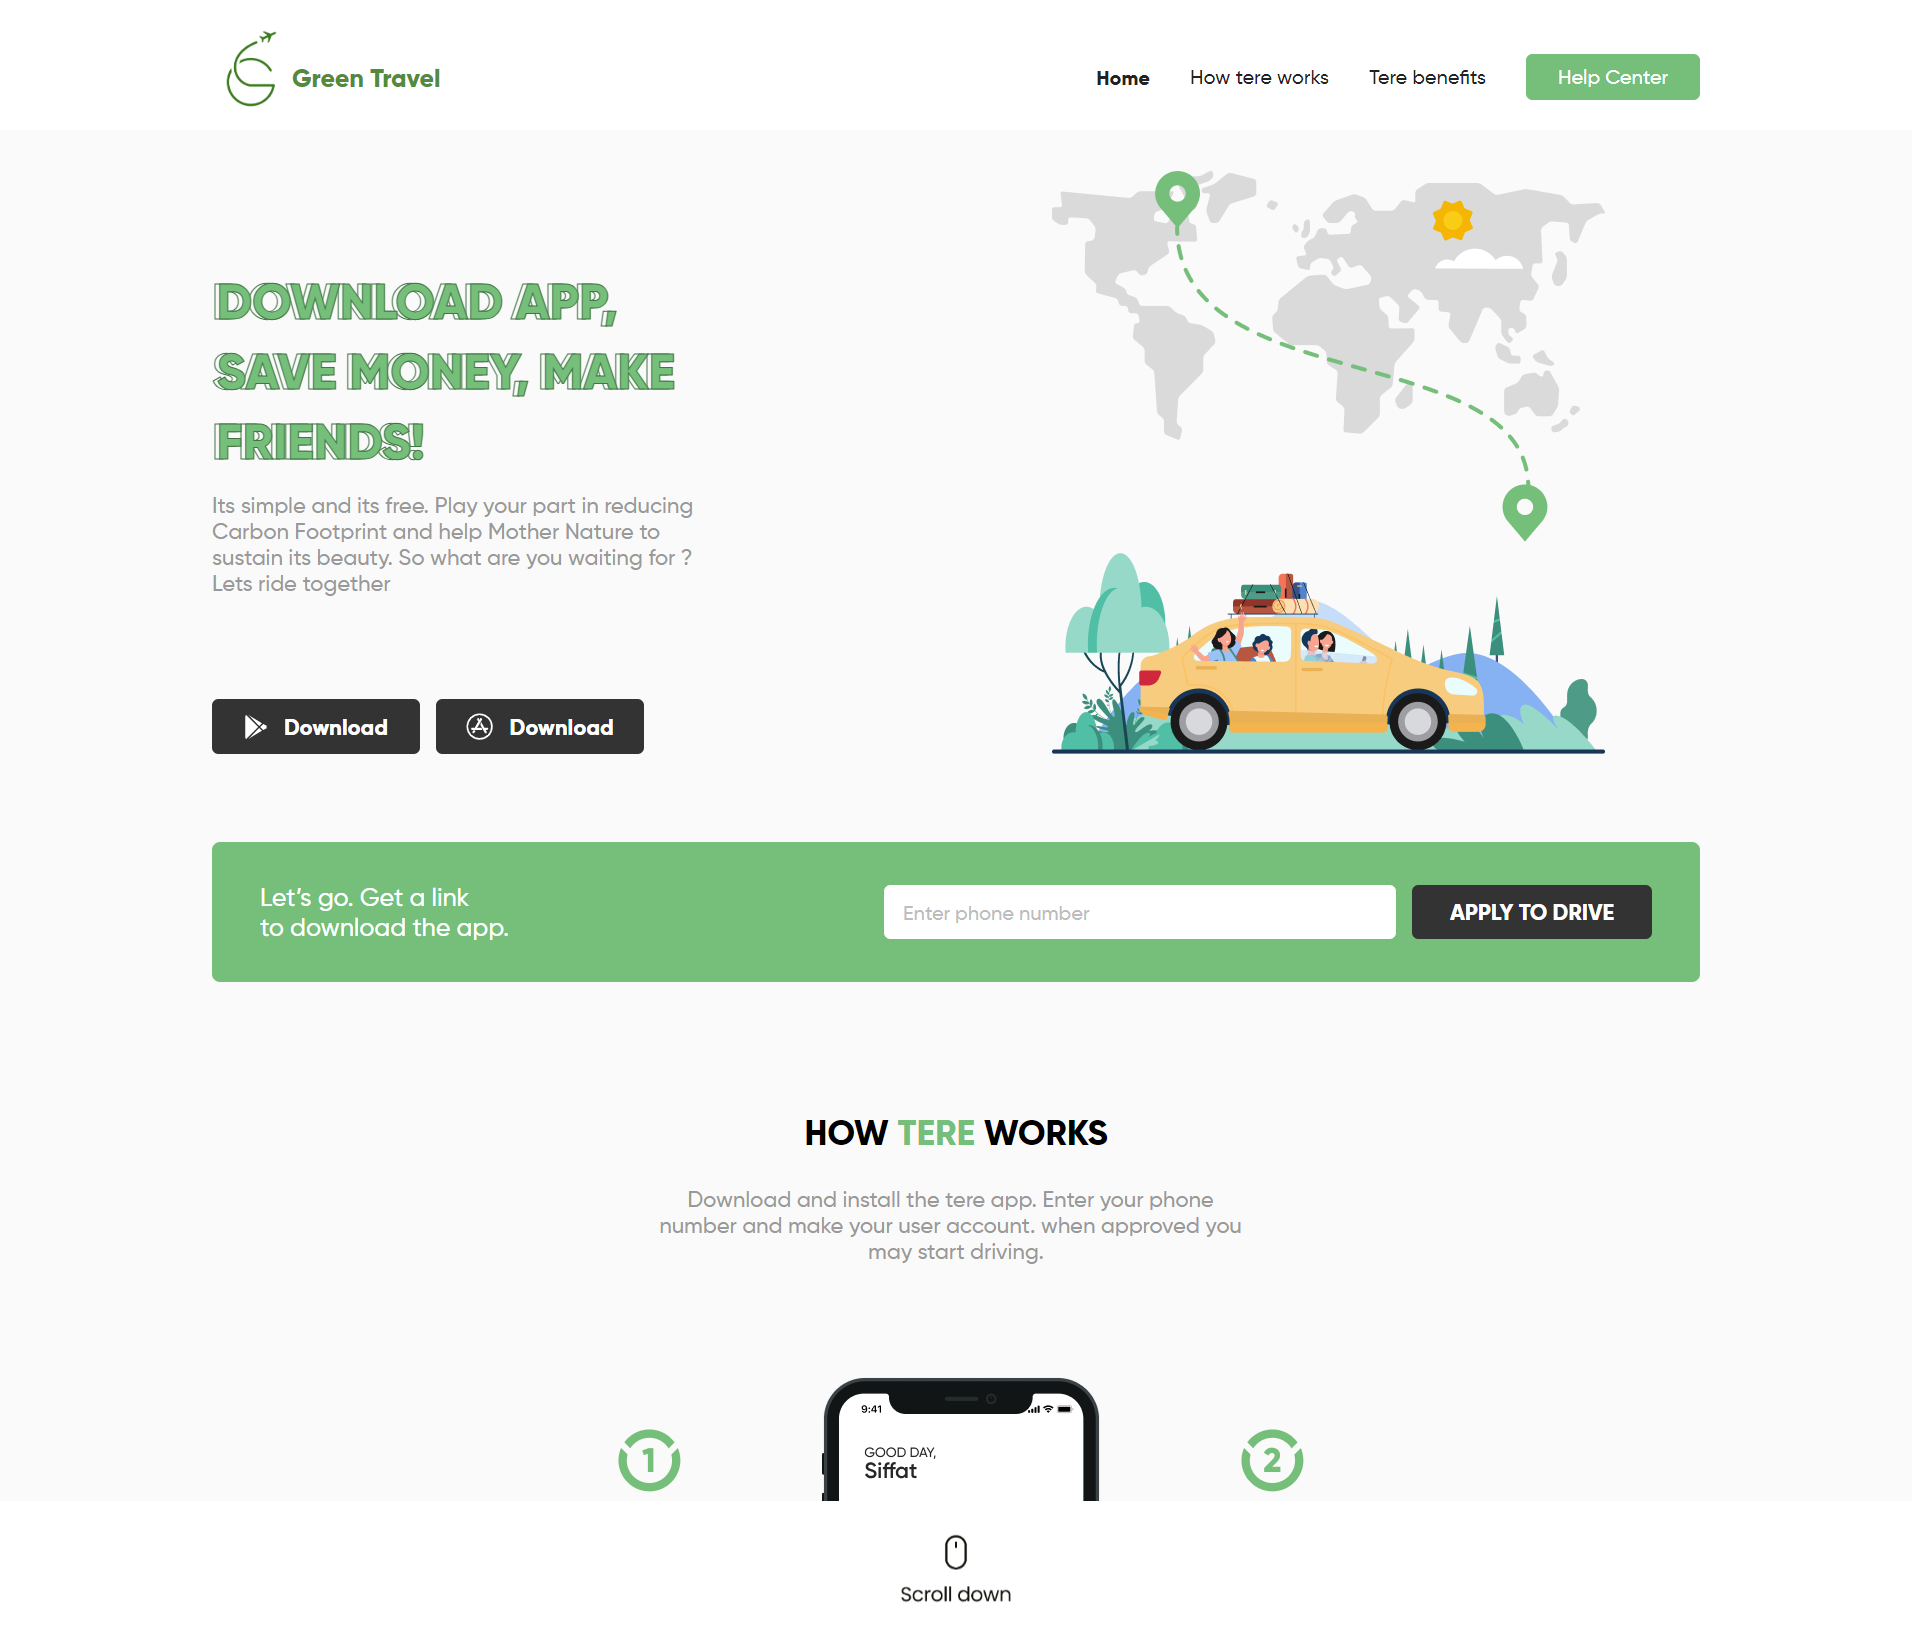 Green Travel
Home
How tere works
Tere benefits
Help Center
DOWNLOAD APP,
SAVE MONEY, MAKE
FRIENDS!
Its simple and its free. Play your part in reducing
Carbon Footprint and help Mother Nature to
sustain its beauty. So what are you waiting for ?
Lets ride together
Download
Download
Let’s go. Get a link
to download the app.
Enter phone number
APPLY TO DRIVE
HOW TERE WORKS
Download and install the tere app. Enter your phone
number and make your user account. when approved you
may start driving.
1
9:41
GOOD DAY,
Siffat
2
Scroll down